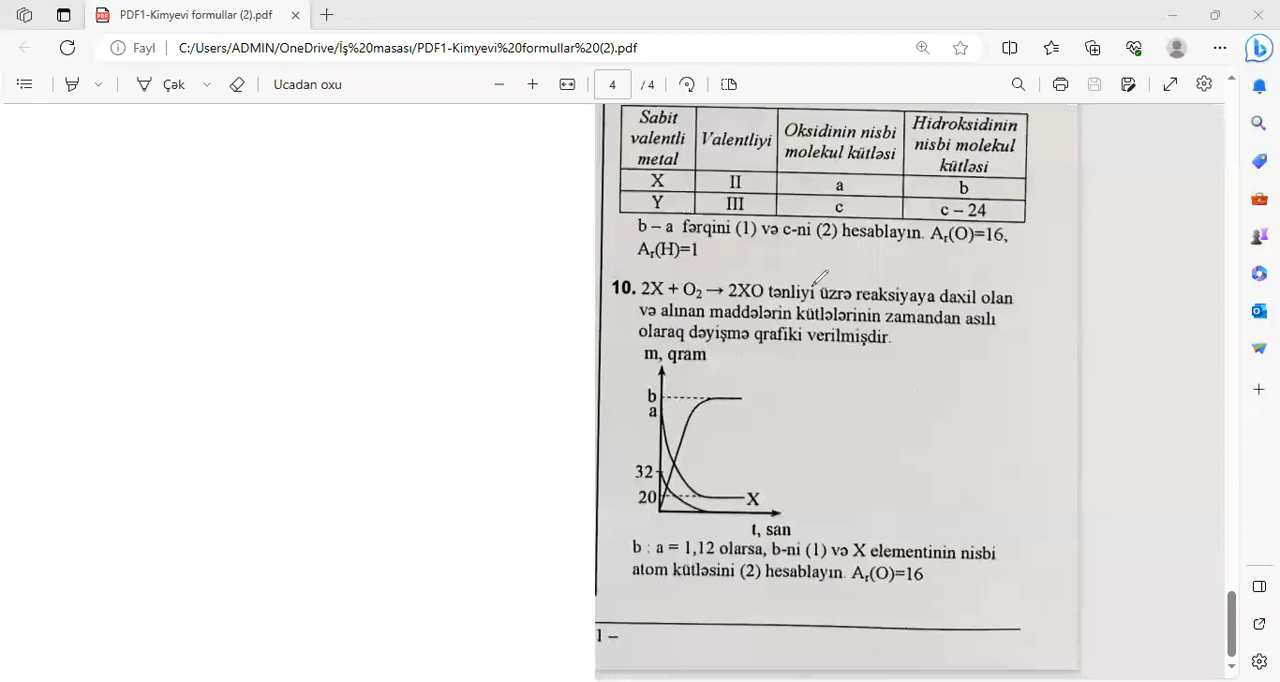 PDF1-Kimyevi formullar (2).pdf
Fayl
C:/Users/ADMIN/OneDrive/İş%20masası/PDF1-Kimyevi%20formullar%20(2).pdf
Çək
Ucadan oxu
4
/ 4
Sabit valentli metal | Valentliyi | Oksidinin nisbi molekul kütləsi | Hidroksidinin nisbi molekul kütləsi
X | II | a | b
Y | III | c | c – 24
b – a fərqini (1) və c-ni (2) hesablayın. Aᵣ(O)=16,
Aᵣ(H)=1
10. 2X + O₂ → 2XO tənliyi üzrə reaksiyaya daxil olan
və alınan maddələrin kütlələrinin zamandan asılı
olaraq dəyişmə qrafiki verilmişdir.
m, qram
b
a
32
20
X
t, san
b : a = 1,12 olarsa, b-ni (1) və X elementinin nisbi
atom kütləsini (2) hesablayın. Aᵣ(O)=16
1 –